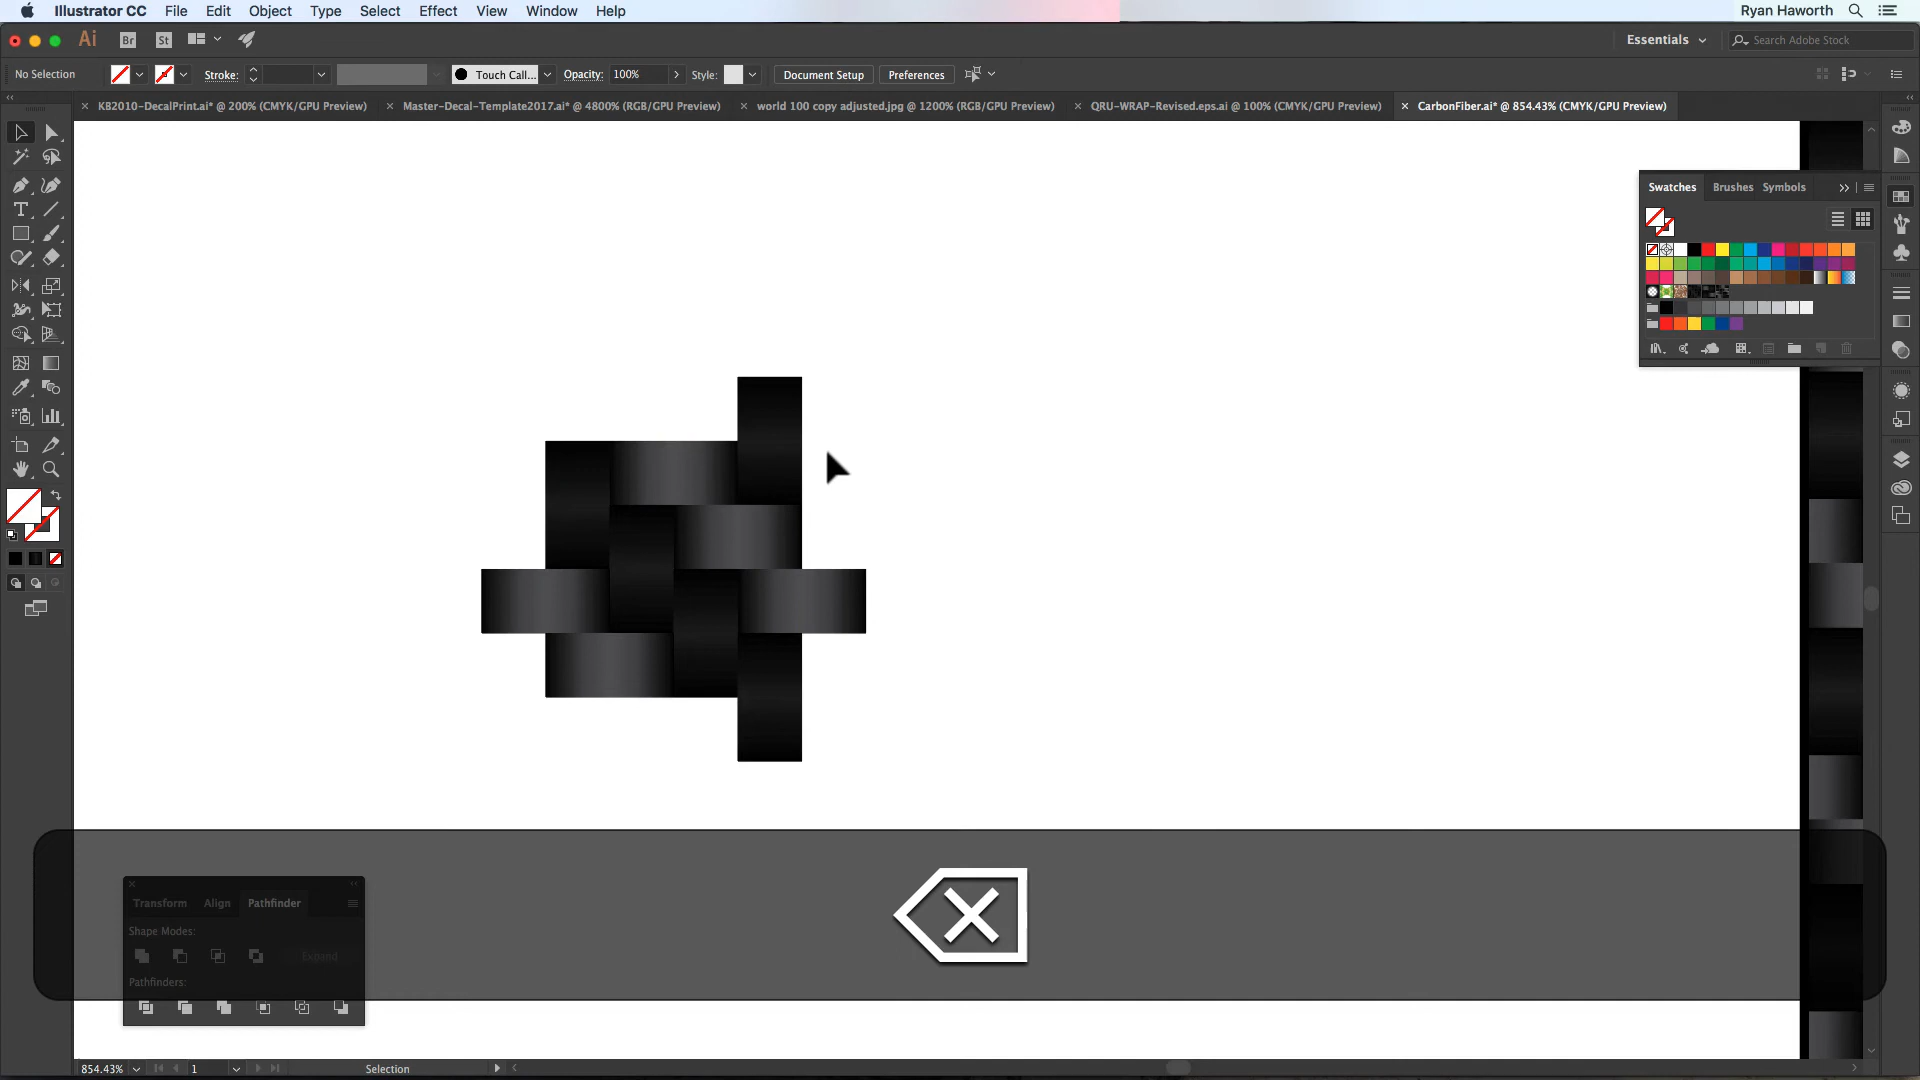 Illustrator CC File Edit Object Type Select Effect View Window Help Ryan Haworth
Ai Br St Essentials Search Adobe Stock
No Selection Stroke: Touch Call... Opacity: 100% Style: Document Setup Preferences
KB2010-DecalPrint.ai* @ 200% (CMYK/GPU Preview) Master-Decal-Template2017.ai* @ 4800% (RGB/GPU Preview) world 100 copy adjusted.jpg @ 1200% (RGB/GPU Preview) QRU-WRAP-Revised.eps.ai @ 100% (CMYK/GPU Preview) CarbonFiber.ai* @ 854.43% (CMYK/GPU Preview)
Swatches Brushes Symbols
Transform Align Pathfinder
Shape Modes:
Expand
Pathfinders:
854.43% 1 Selection